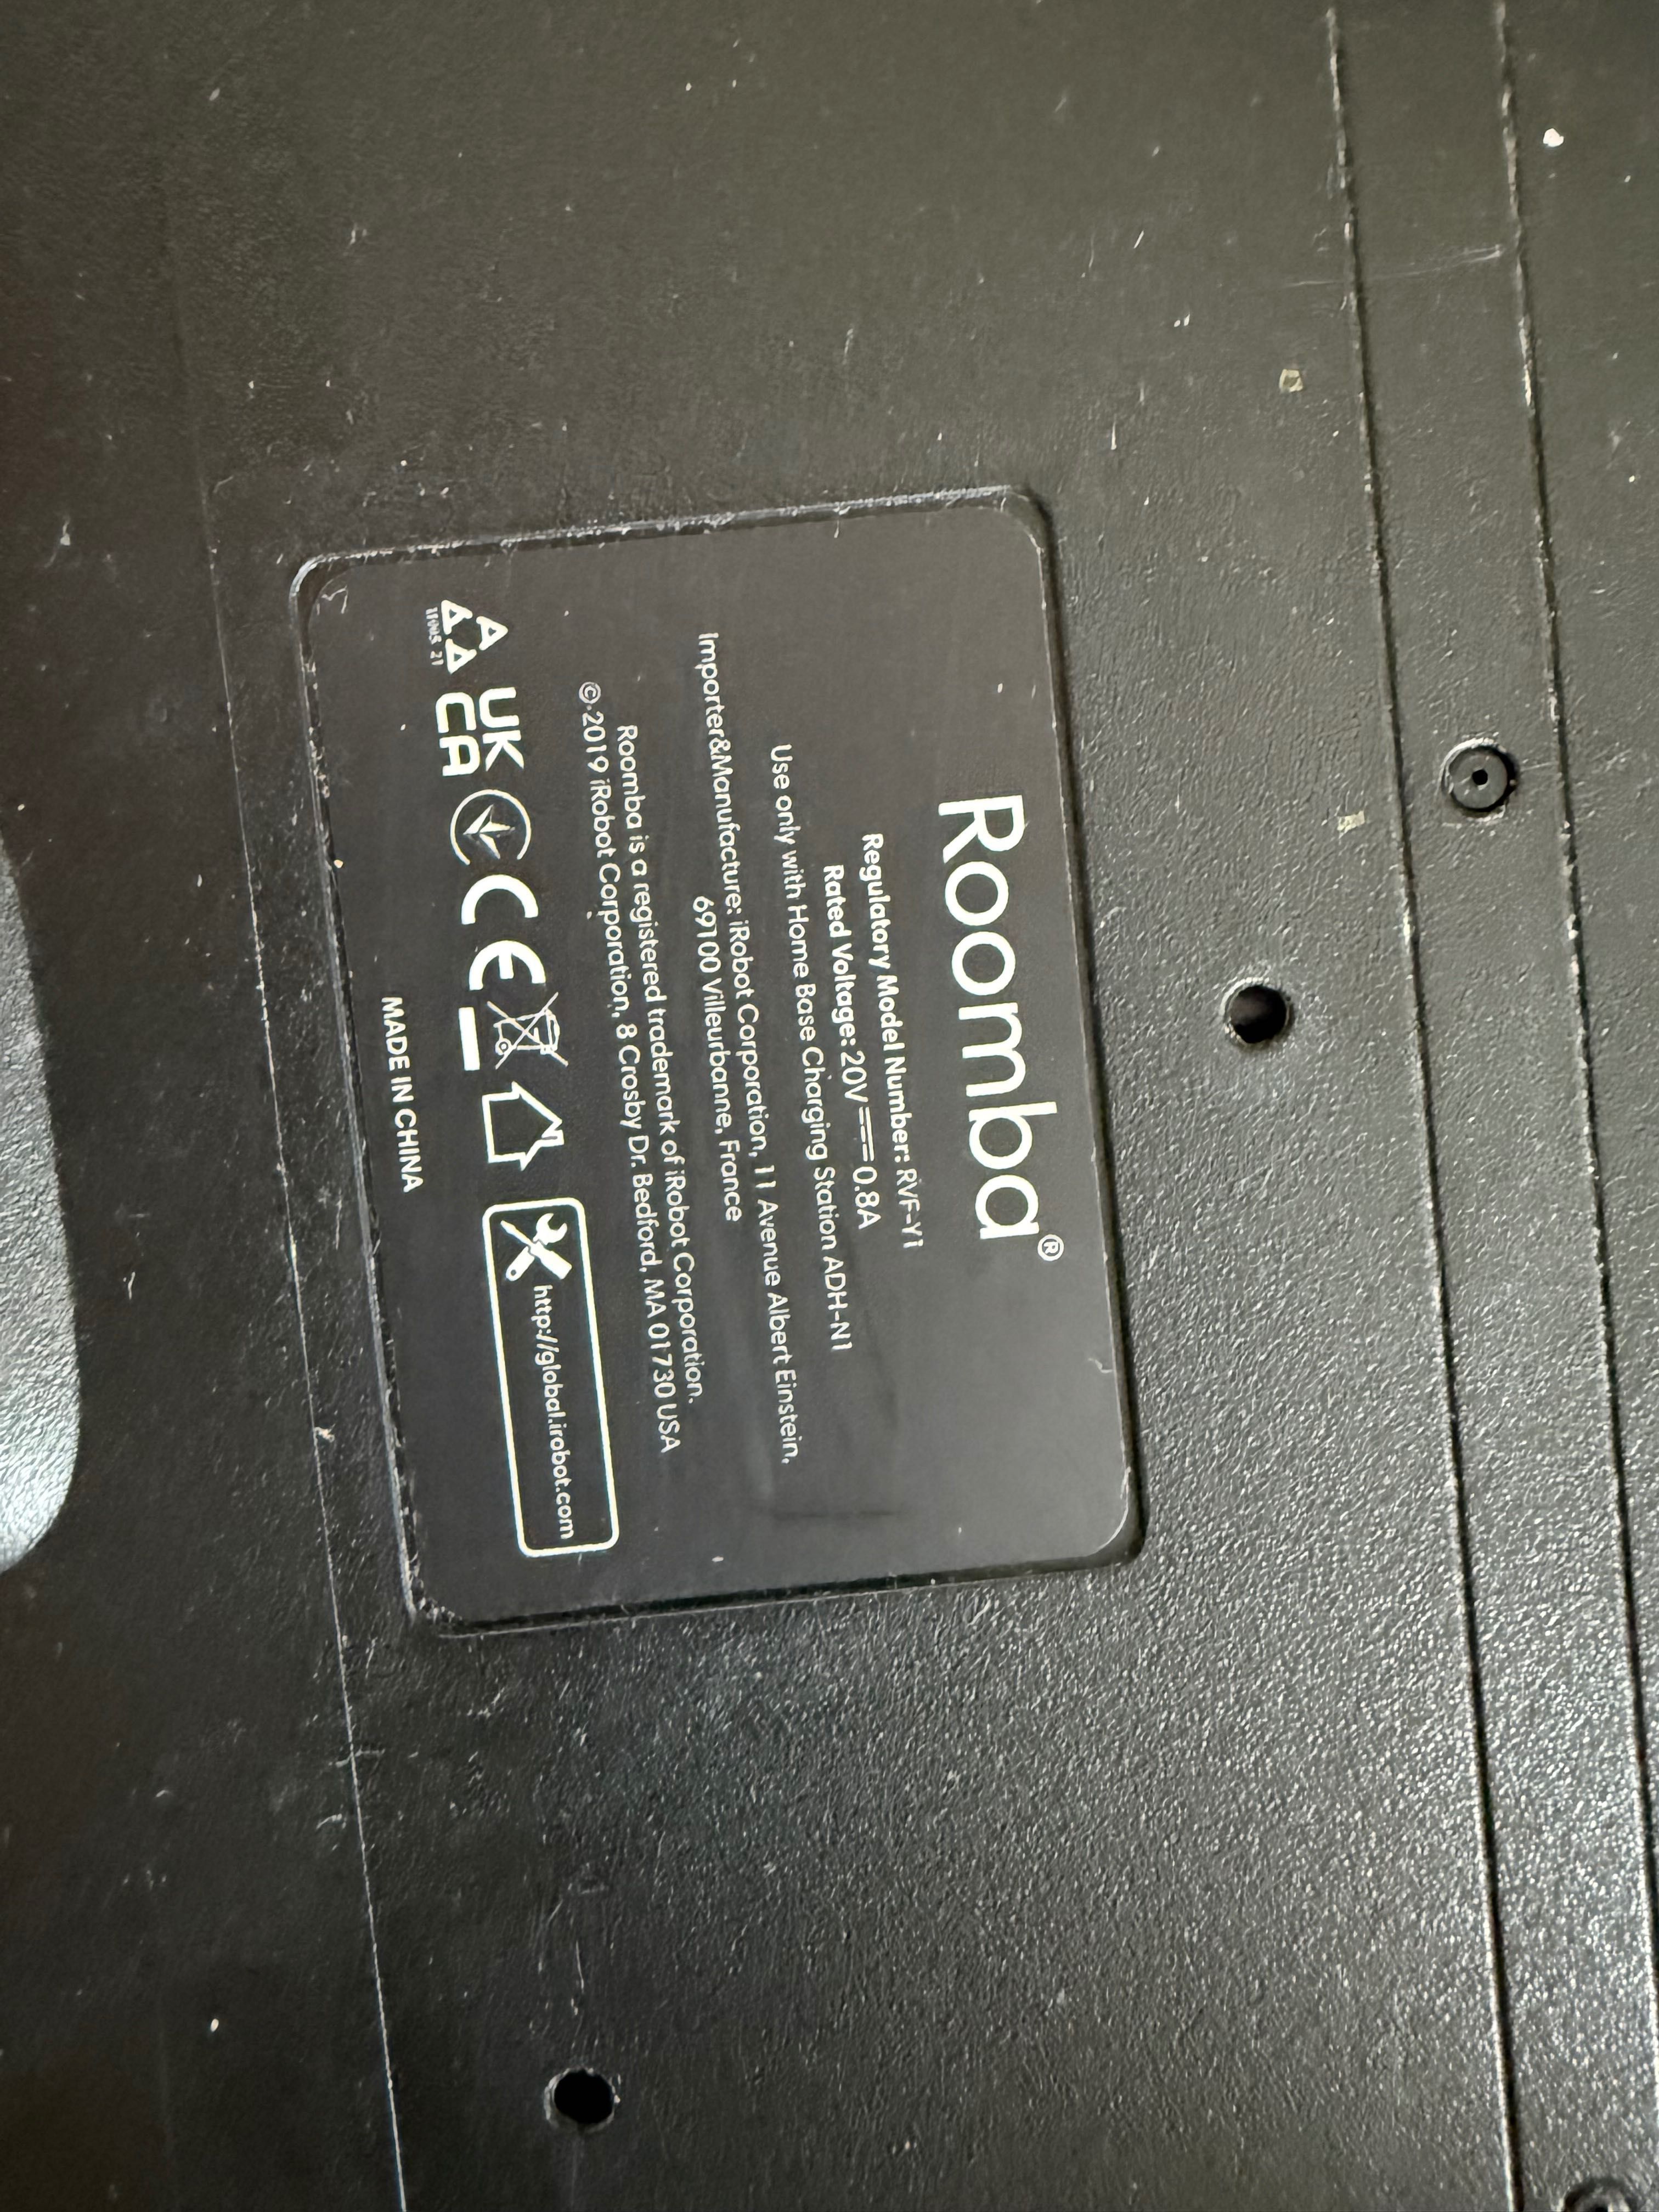 Roomba®
Regulatory Model Number: RVF-Y1
Rated Voltage: 20V⎓0.8A
Use only with Home Base Charging Station ADH-N1
Importer&Manufacture: iRobot Corporation, 11 Avenue Albert Einstein,
69100 Villeurbanne, France
Roomba is a registered trademark of iRobot Corporation.
© 2019 iRobot Corporation, 8 Crosby Dr. Bedford, MA 01730 USA
UK
CA
CE
http://global.irobot.com
MADE IN CHINA